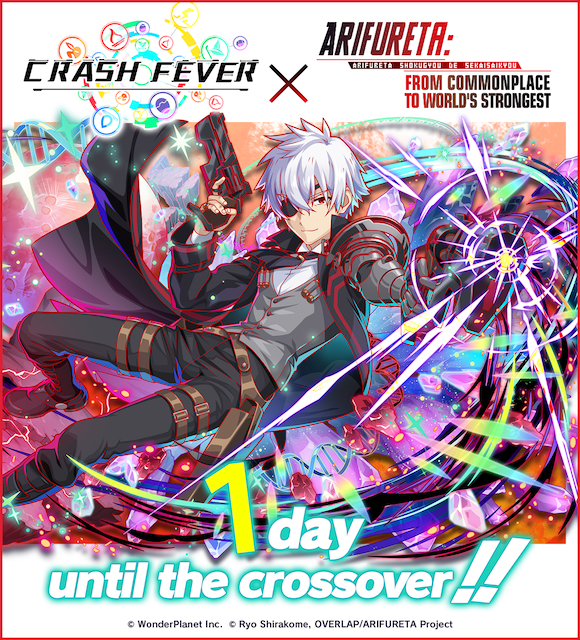 CRASH FEVER
×
ARIFURETA:
ARIFURETA SHOKUGYOU DE SEKAISAIKYOU
FROM COMMONPLACE
TO WORLD'S STRONGEST
1 day
until the crossover!!
© WonderPlanet Inc. © Ryo Shirakome, OVERLAP/ARIFURETA Project